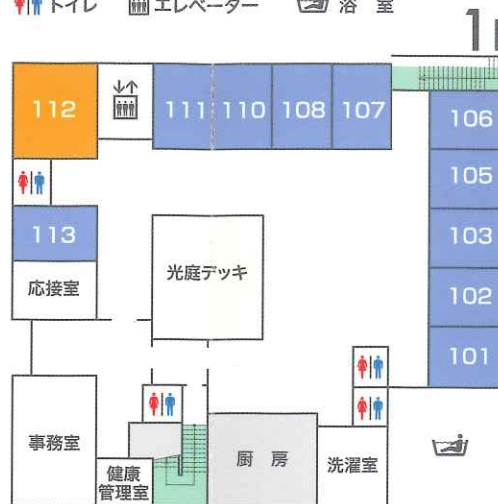 トイレ エレベーター 浴 室
112
111 110 108 107
106
105
113
103
応接室
光庭デッキ
102
101
事務室
厨 房
洗濯室
健康
管理室